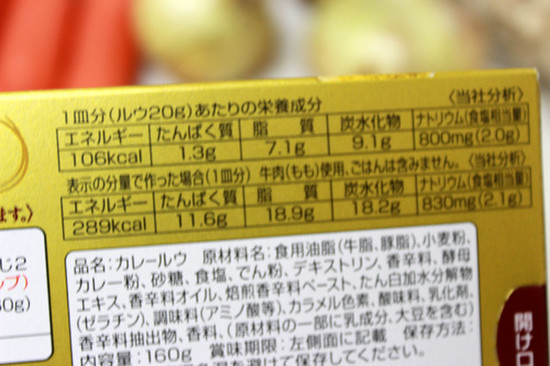 1皿分(ルウ20g)あたりの栄養成分 〈当社分析〉
エネルギー たんぱく質 脂 質 炭水化物 ナトリウム(食塩相当量)
106kcal 1.3g 7.1g 9.1g 800mg(2.0g)
表示の分量で作った場合(1皿分) 牛肉(もも)使用、ごはんは含みません。〈当社分析〉
エネルギー たんぱく質 脂 質 炭水化物 ナトリウム(食塩相当量)
289kcal 11.6g 18.9g 18.2g 830mg(2.1g)
ます。〉
品名:カレールウ 原材料名:食用油脂(牛脂、豚脂)、小麦粉、
カレー粉、砂糖、食塩、でん粉、デキストリン、香辛料、酵母
エキス、香辛料オイル、焙煎香辛料ペースト、たん白加水分解物
(ゼラチン)、調味料(アミノ酸等)、カラメル色素、酸味料、乳化剤、
香辛料抽出物、香料、(原材料の一部に乳成分、大豆を含む)
内容量:160g 賞味期限:左側面に記載 保存方法:
を避けて保存してください。
じ2
プ)
0g)
開け口